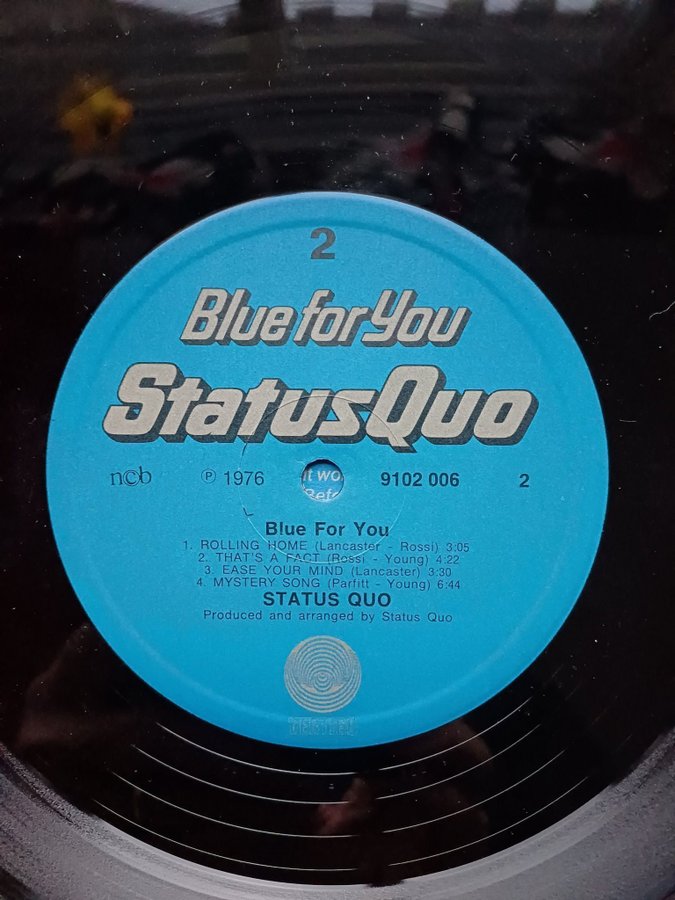 2
Blue for You
Status Quo
ncb ℗ 1976 9102 006 2
Blue For You
1. ROLLING HOME (Lancaster - Rossi) 3:05
2. THAT'S A FACT (Rossi - Young) 4:22
3. EASE YOUR MIND (Lancaster) 3:30
4. MYSTERY SONG (Parfitt - Young) 6:44
STATUS QUO
Produced and arranged by Status Quo